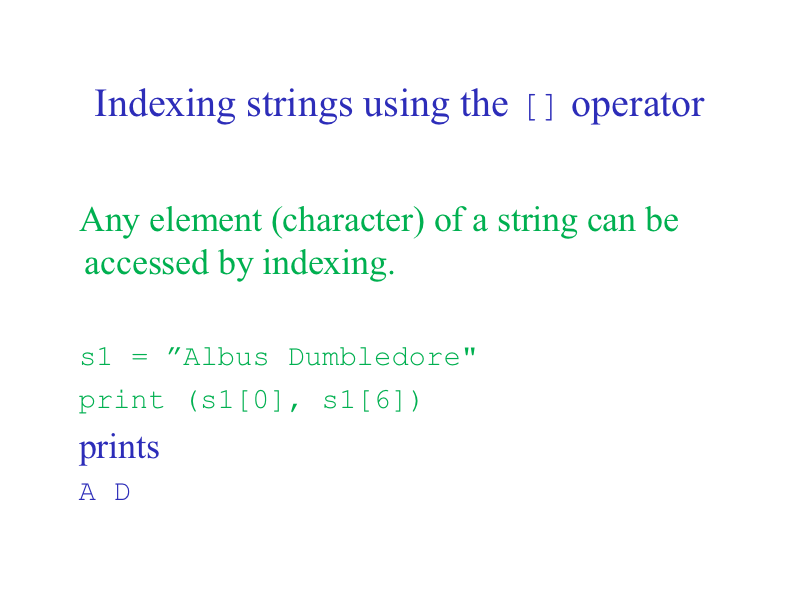 Indexing strings using the [] operator
Any element (character) of a string can be
accessed by indexing.
s1 = ”Albus Dumbledore"
print (s1[0], s1[6])
prints
A D